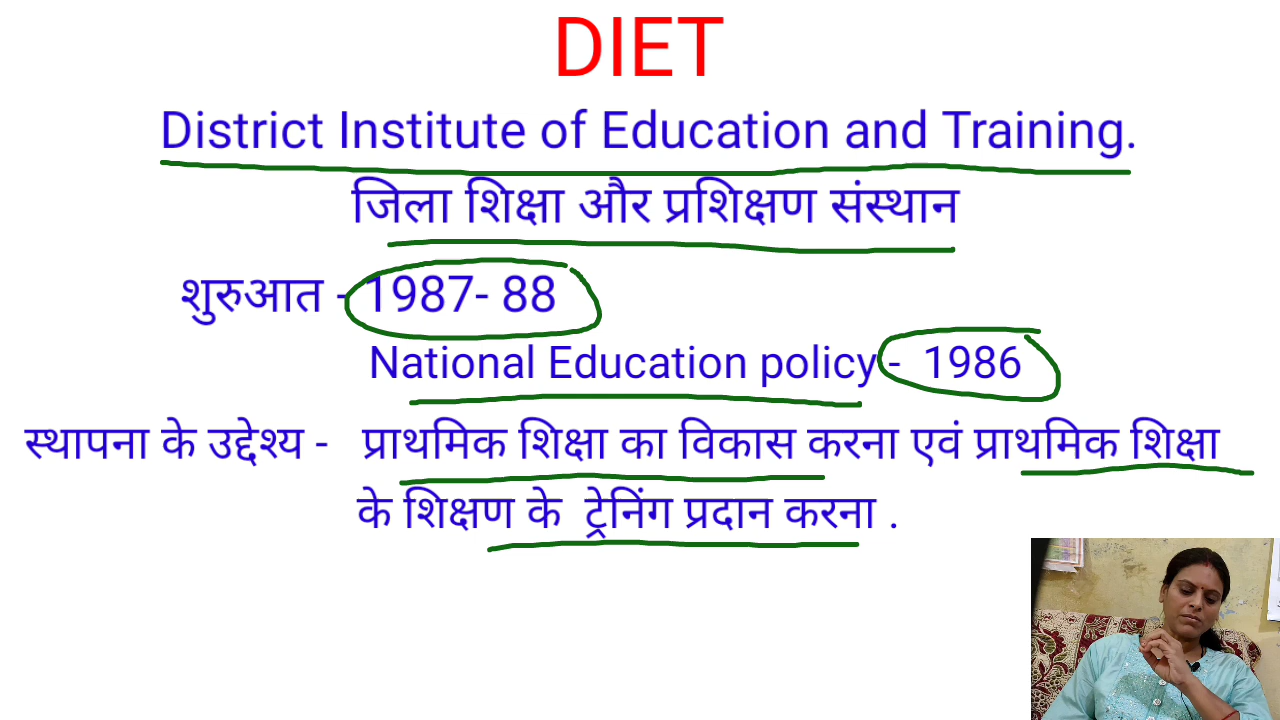 DIET
District Institute of Education and Training.
जिला शिक्षा और प्रशिक्षण संस्थान
शुरुआत - 1987- 88
National Education policy - 1986
स्थापना के उद्देश्य - प्राथमिक शिक्षा का विकास करना एवं प्राथमिक शिक्षा
के शिक्षण के ट्रेनिंग प्रदान करना .